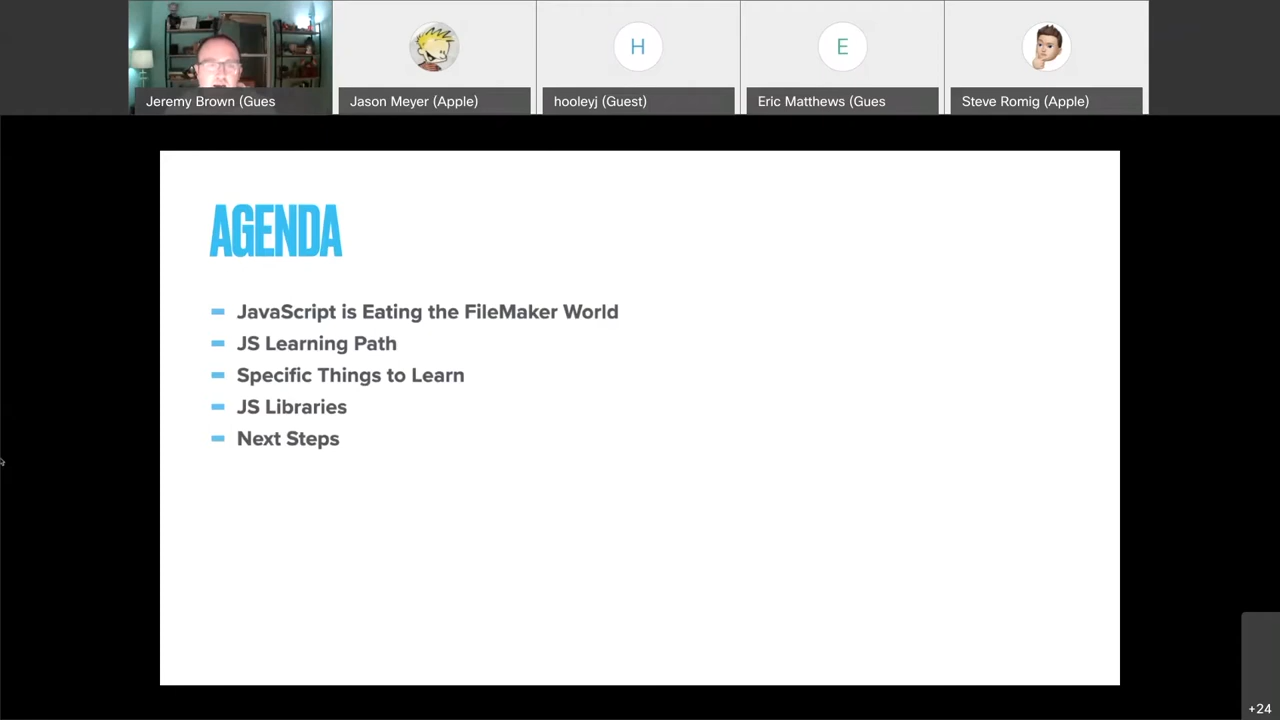 Jeremy Brown (Gues
Jason Meyer (Apple)
H
hooleyj (Guest)
E
Eric Matthews (Gues
Steve Romig (Apple)
AGENDA
JavaScript is Eating the FileMaker World
JS Learning Path
Specific Things to Learn
JS Libraries
Next Steps
+24